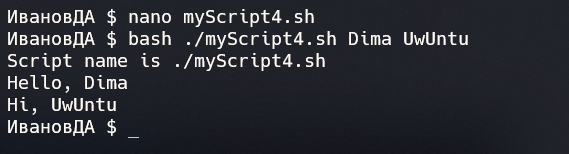 ИвановДА $ nano myScript4.sh
ИвановДА $ bash ./myScript4.sh Dima UwUntu
Script name is ./myScript4.sh
Hello, Dima
Hi, UwUntu
ИвановДА $ _